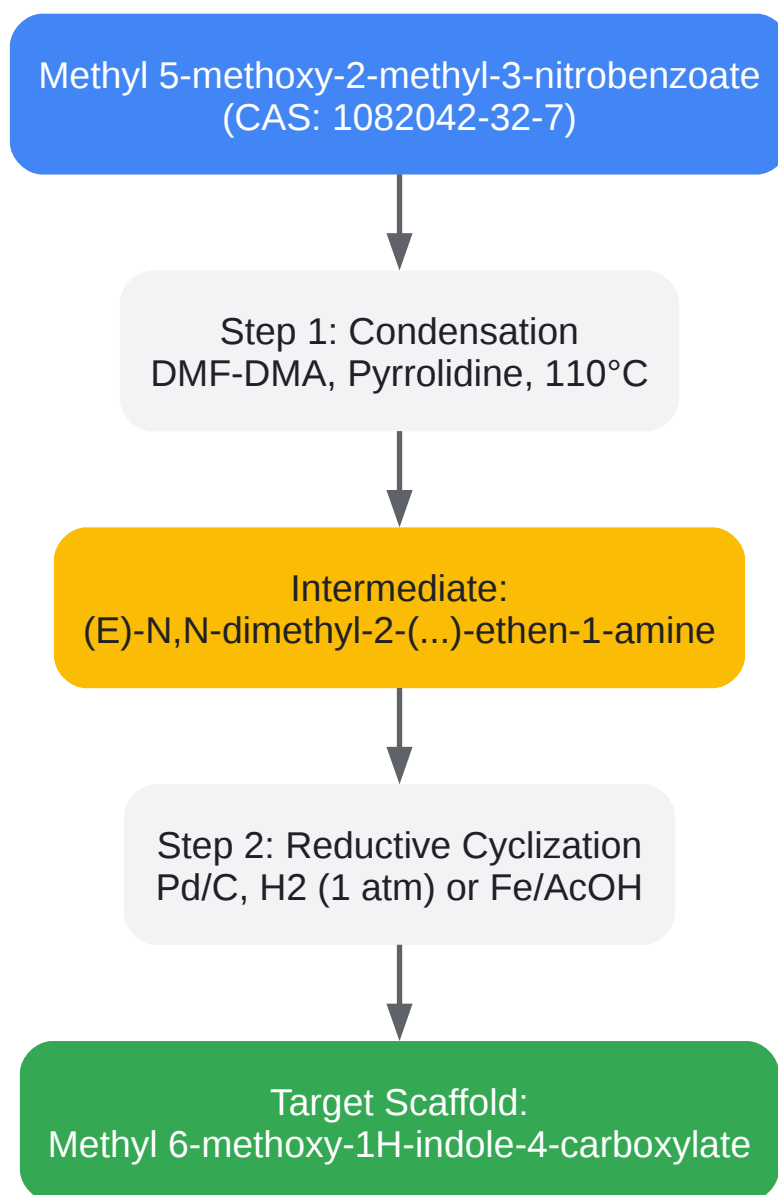 Methyl 5-methoxy-2-methyl-3-nitrobenzoate
(CAS: 1082042-32-7)
Step 1: Condensation
DMF-DMA, Pyrrolidine, 110°C
Intermediate:
(E)-N,N-dimethyl-2-(...)-ethen-1-amine
Step 2: Reductive Cyclization
Pd/C, H2 (1 atm) or Fe/AcOH
Target Scaffold:
Methyl 6-methoxy-1H-indole-4-carboxylate